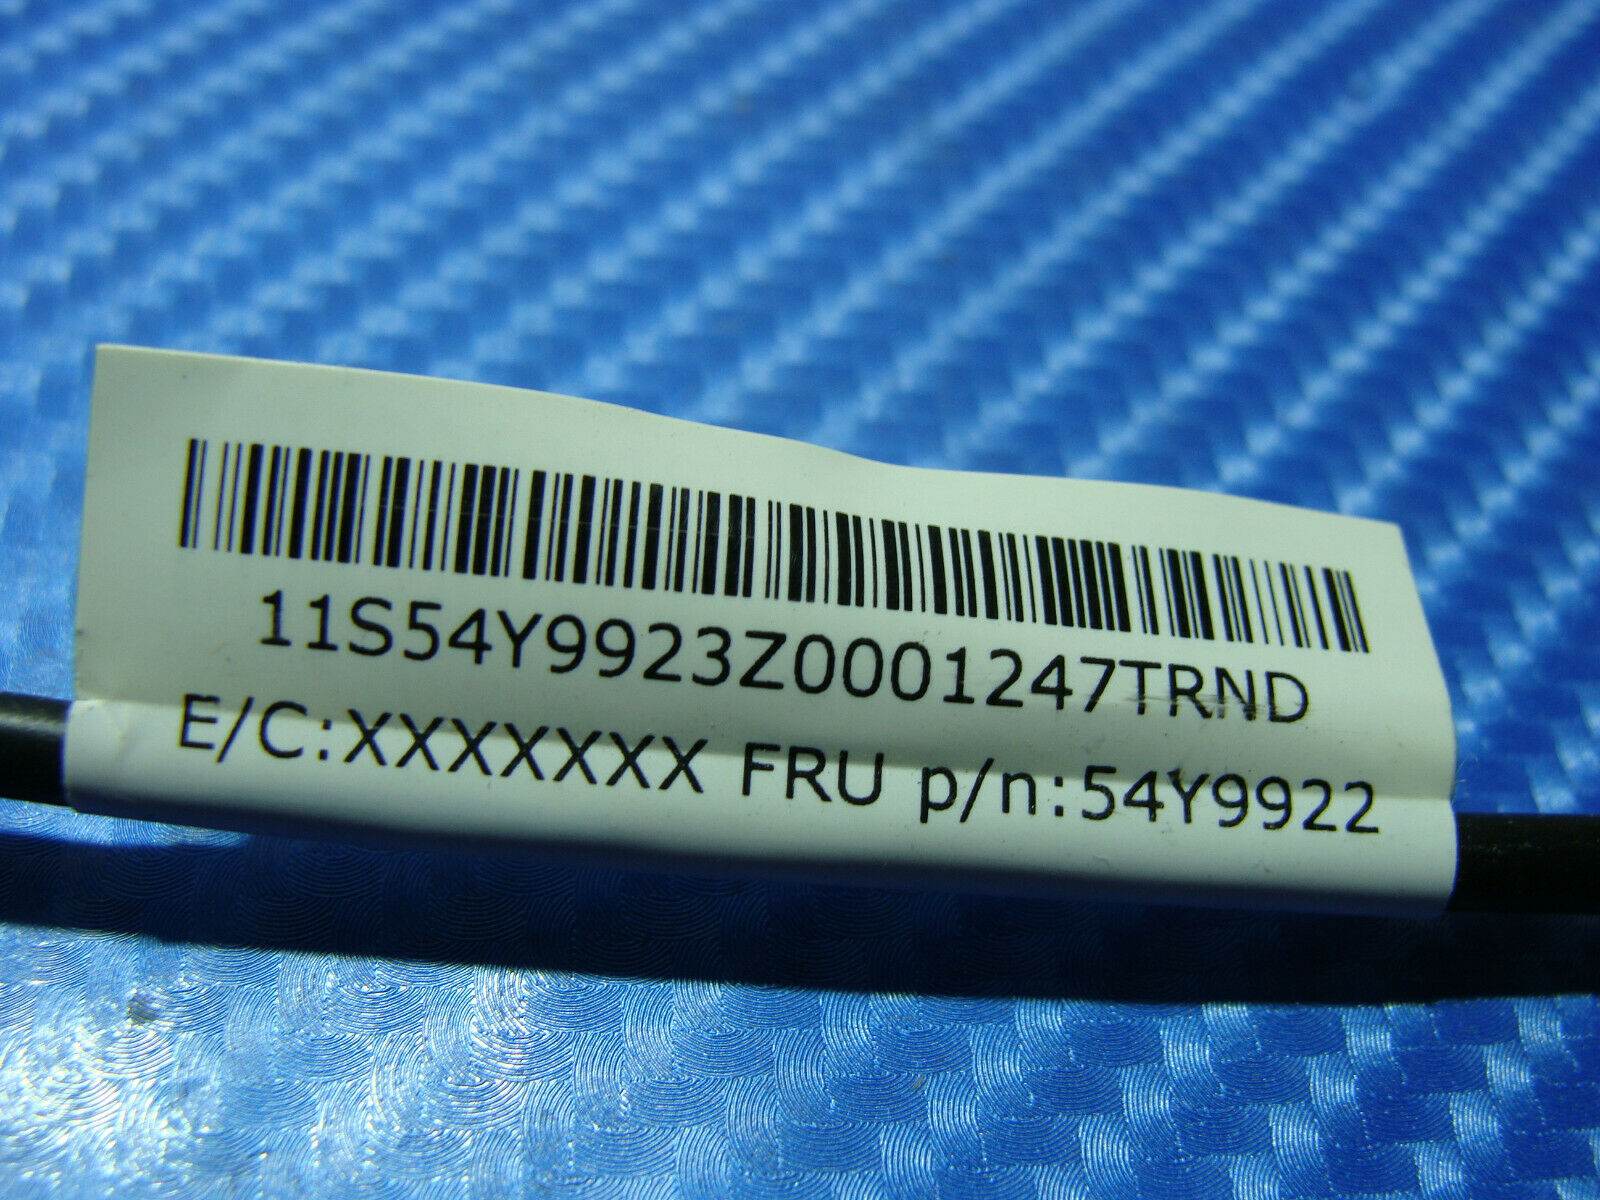 11S54Y9923Z0001247TRND
E/C:XXXXXXX FRU p/n:54Y9922